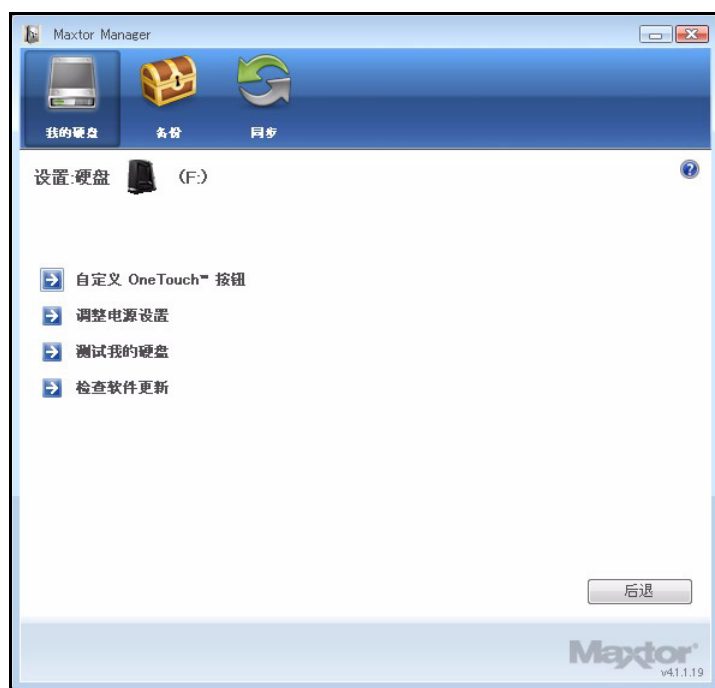 Maxtor Manager
我的硬盘 备份 同步
设置:硬盘 (F:)
自定义 OneTouch™ 按钮
调整电源设置
测试我的硬盘
检查软件更新
后退
Maxtor
v4.1.1.19